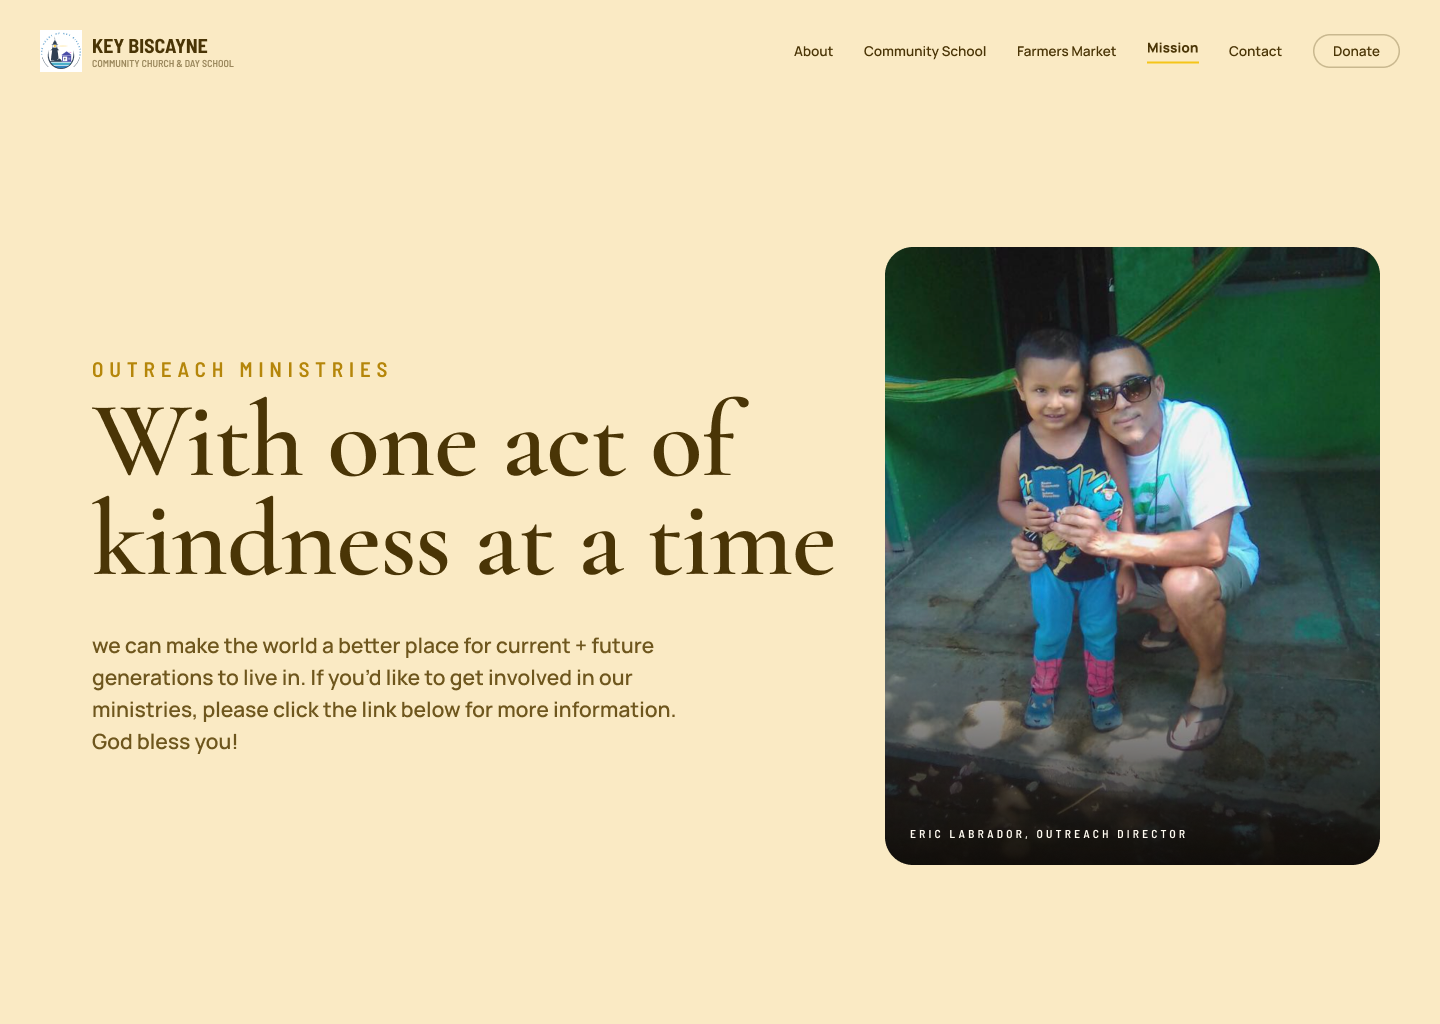 KEY BISCAYNE
COMMUNITY CHURCH & DAY SCHOOL
About
Community School
Farmers Market
Mission
Contact
Donate
OUTREACH MINISTRIES
With one act of
kindness at a time
we can make the world a better place for current + future
generations to live in. If you’d like to get involved in our
ministries, please click the link below for more information.
God bless you!
ERIC LABRADOR, OUTREACH DIRECTOR